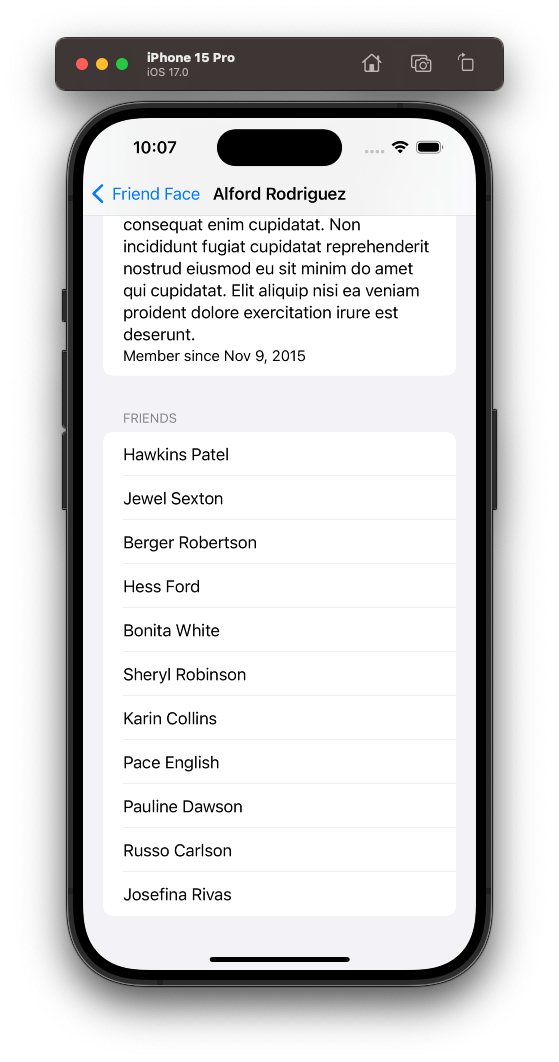 iPhone 15 Pro
iOS 17.0
10:07
Friend Face Alford Rodriguez
consequat enim cupidatat. Non
incididunt fugiat cupidatat reprehenderit
nostrud eiusmod eu sit minim do amet
qui cupidatat. Elit aliquip nisi ea veniam
proident dolore exercitation irure est
deserunt.
Member since Nov 9, 2015
FRIENDS
Hawkins Patel
Jewel Sexton
Berger Robertson
Hess Ford
Bonita White
Sheryl Robinson
Karin Collins
Pace English
Pauline Dawson
Russo Carlson
Josefina Rivas